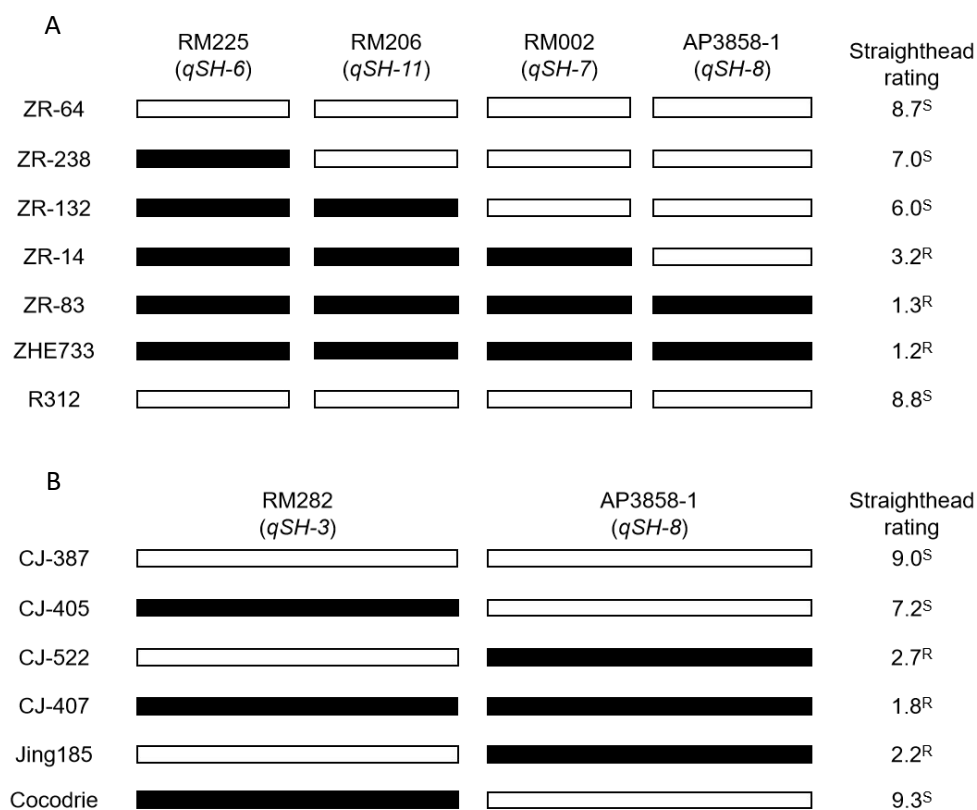 A
RM225 RM206 RM002 AP3858-1 Straighthead
(qSH-6) (qSH-11) (qSH-7) (qSH-8) rating
ZR-64 8.7S
ZR-238 7.0S
ZR-132 6.0S
ZR-14 3.2R
ZR-83 1.3R
ZHE733 1.2R
R312 8.8S
B
RM282 AP3858-1 Straighthead
(qSH-3) (qSH-8) rating
CJ-387 9.0S
CJ-405 7.2S
CJ-522 2.7R
CJ-407 1.8R
Jing185 2.2R
Cocodrie 9.3S